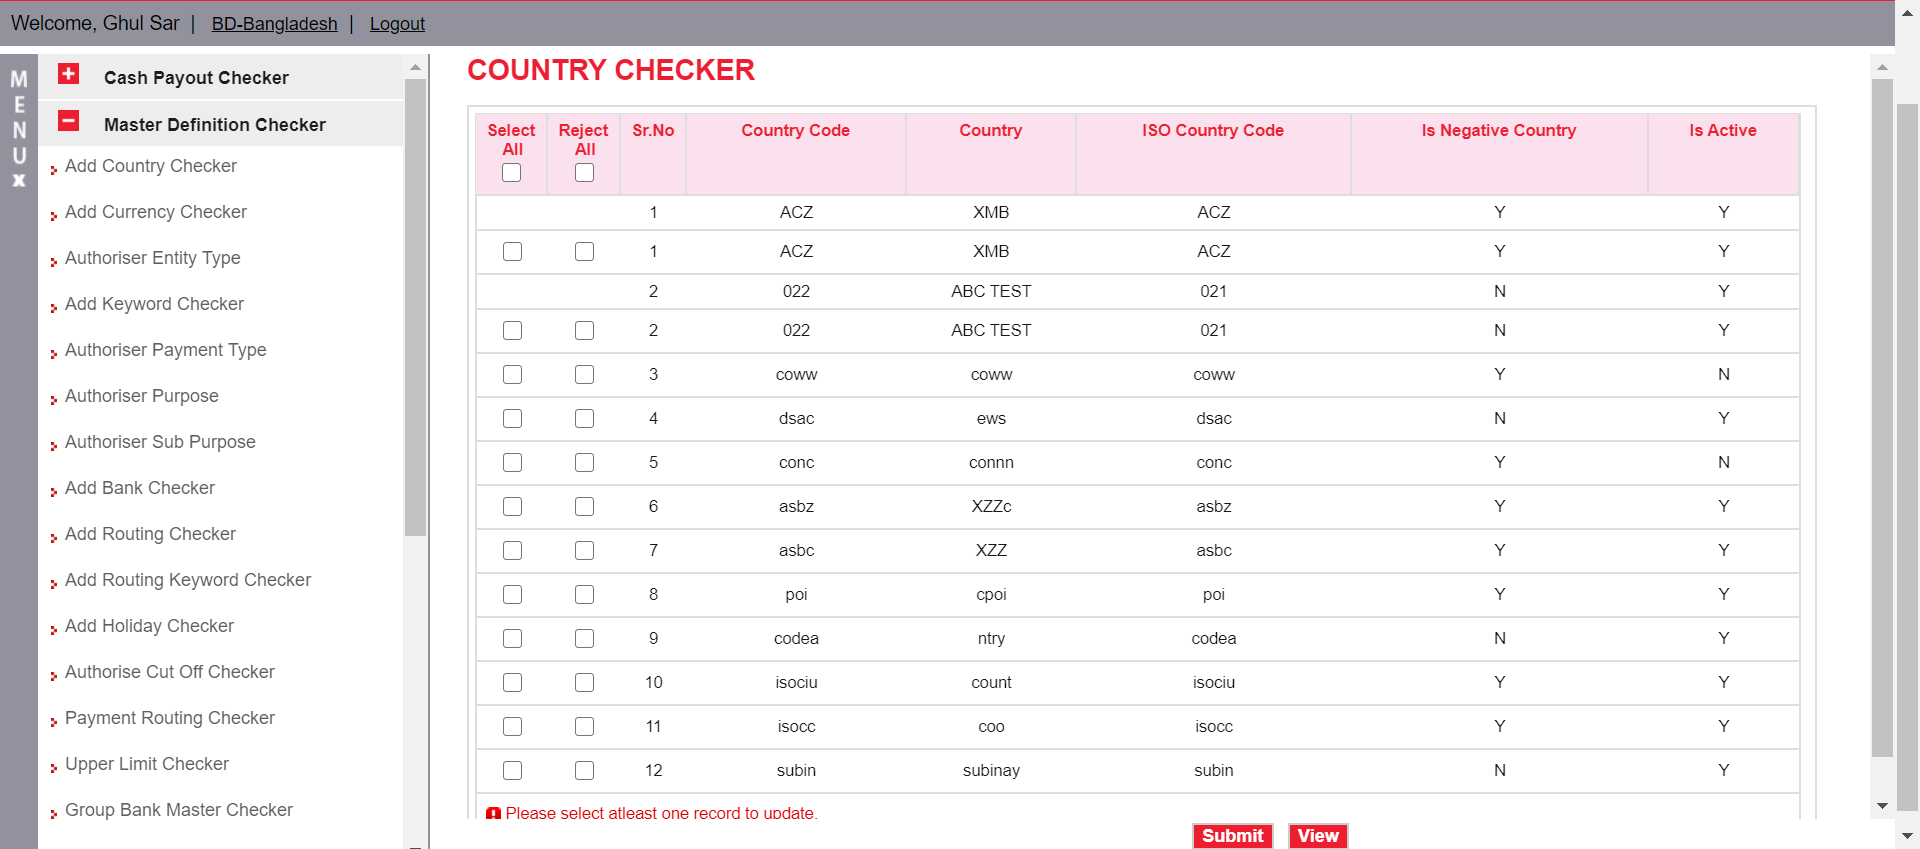 Welcome, Ghul Sar | BD-Bangladesh | Logout
MENU X
Cash Payout Checker
Master Definition Checker
Add Country Checker
Add Currency Checker
Authoriser Entity Type
Add Keyword Checker
Authoriser Payment Type
Authoriser Purpose
Authoriser Sub Purpose
Add Bank Checker
Add Routing Checker
Add Routing Keyword Checker
Add Holiday Checker
Authorise Cut Off Checker
Payment Routing Checker
Upper Limit Checker
Group Bank Master Checker
COUNTRY CHECKER
Select All Reject All Sr.No Country Code Country ISO Country Code Is Negative Country Is Active
1 ACZ XMB ACZ Y Y
1 ACZ XMB ACZ Y Y
2 022 ABC TEST 021 N Y
2 022 ABC TEST 021 N Y
3 coww coww coww Y N
4 dsac ews dsac N Y
5 conc connn conc Y N
6 asbz XZZc asbz Y Y
7 asbc XZZ asbc Y Y
8 poi cpoi poi Y Y
9 codea ntry codea N Y
10 isociu count isociu Y Y
11 isocc coo isocc Y Y
12 subin subinay subin N Y
Please select atleast one record to update.
Submit View